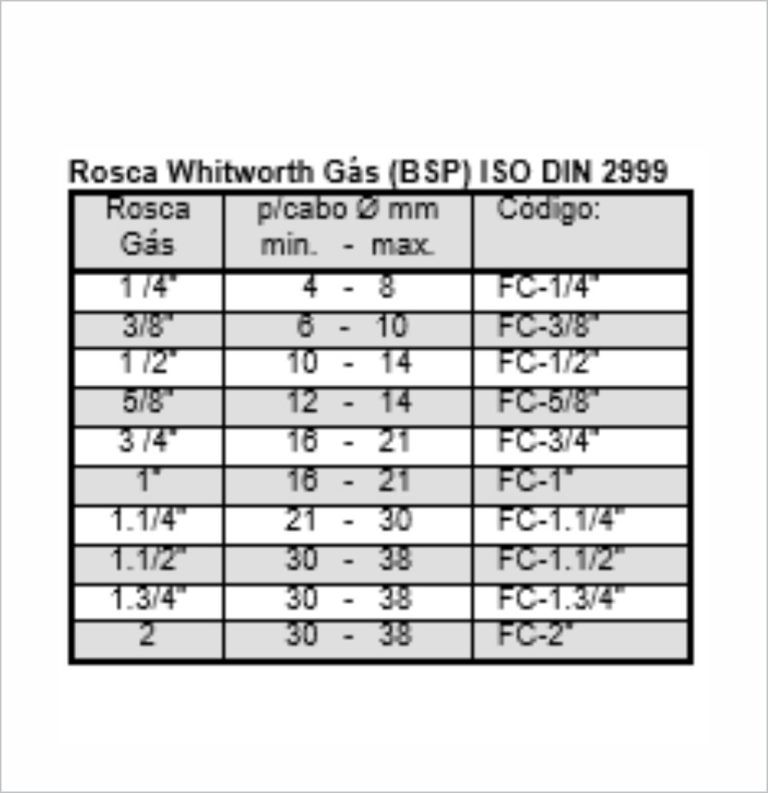 Rosca Whitworth Gás (BSP) ISO DIN 2999
Rosca Gás p/cabo Ø mm min. - max. Código:
1 /4" 4 - 8 FC-1/4"
3/8" 6 - 10 FC-3/8"
1 /2" 10 - 14 FC-1/2"
5/8" 12 - 14 FC-5/8"
3 /4" 16 - 21 FC-3/4"
1" 16 - 21 FC-1"
1.1/4" 21 - 30 FC-1.1/4"
1.1/2" 30 - 38 FC-1.1/2"
1.3/4" 30 - 38 FC-1.3/4"
2 30 - 38 FC-2"